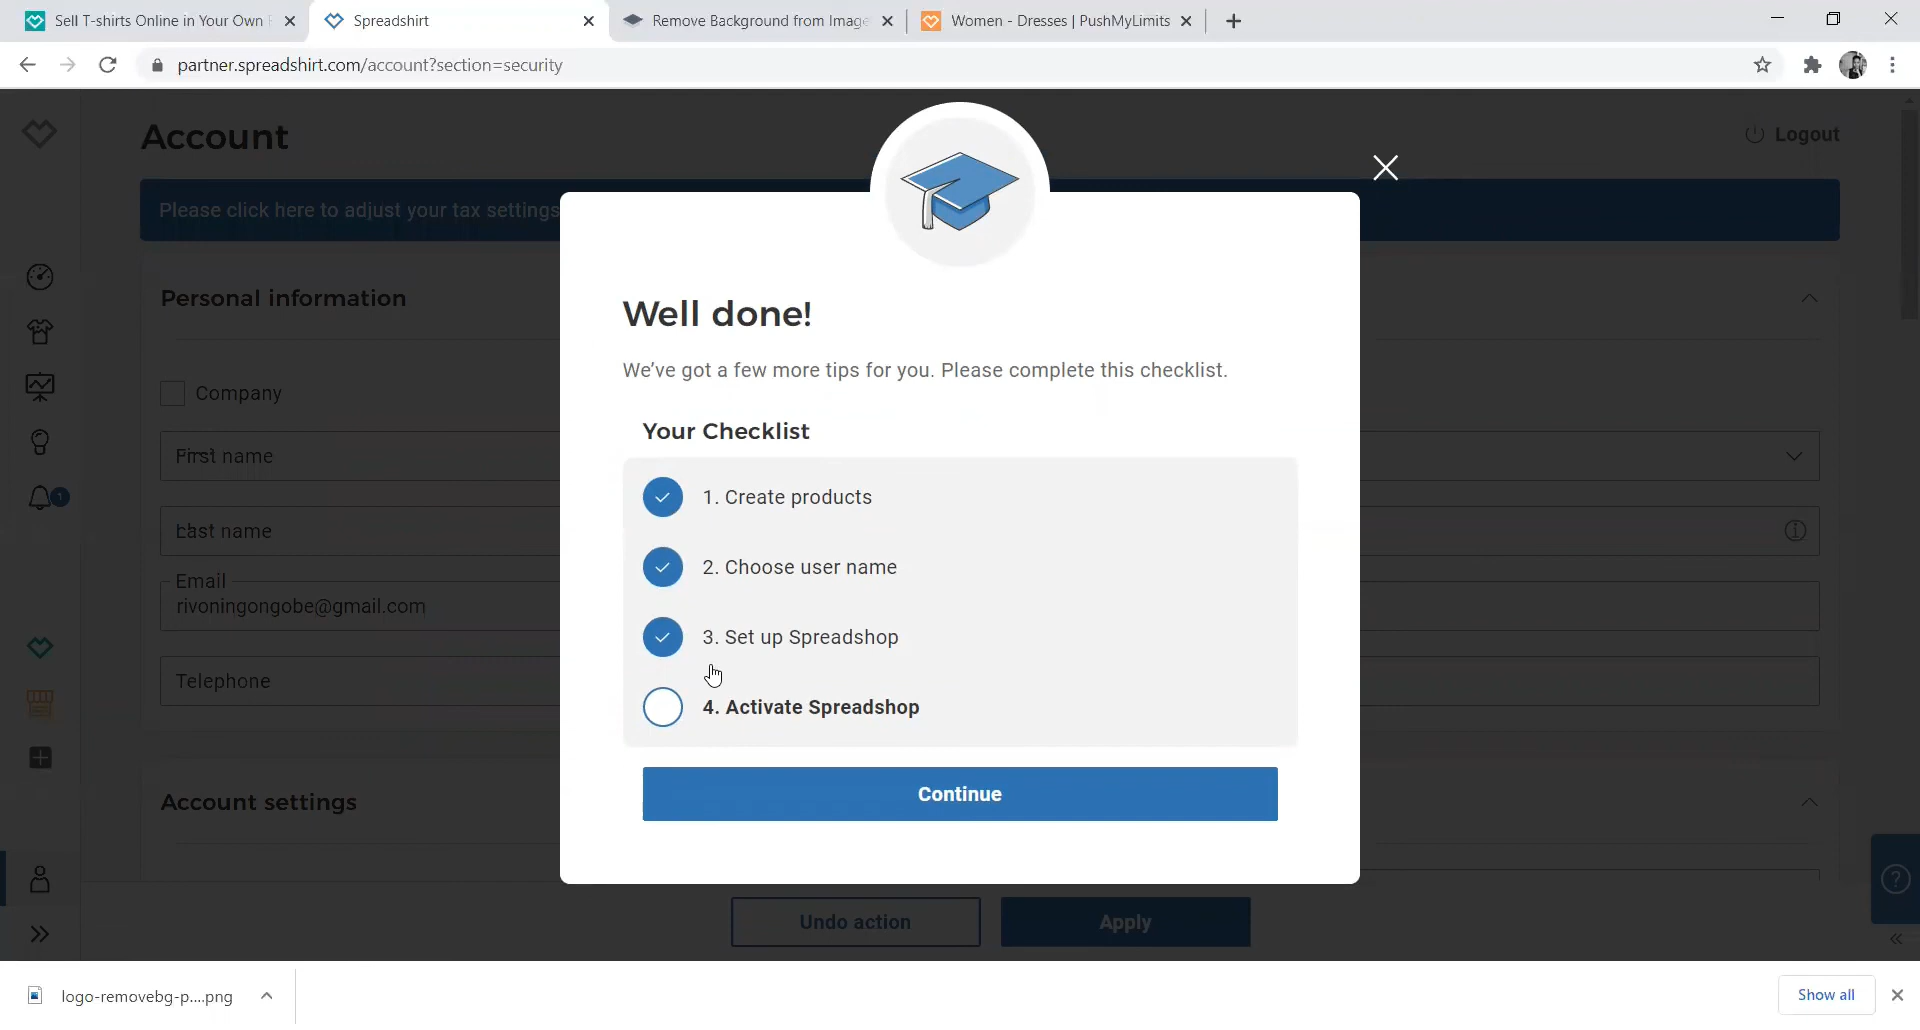 Sell T-shirts Online in Your Own
Spreadshirt
Remove Background from Image
Women - Dresses | PushMyLimits
partner.spreadshirt.com/account?section=security
Account
Logout
Please click here to adjust your tax settings
Personal information
Company
First name
Last name
Email
rivoningongobe@gmail.com
Telephone
Account settings
1
Well done!
We've got a few more tips for you. Please complete this checklist.
Your Checklist
1. Create products
2. Choose user name
3. Set up Spreadshop
4. Activate Spreadshop
Continue
Undo action
Apply
logo-removebg-p....png
Show all